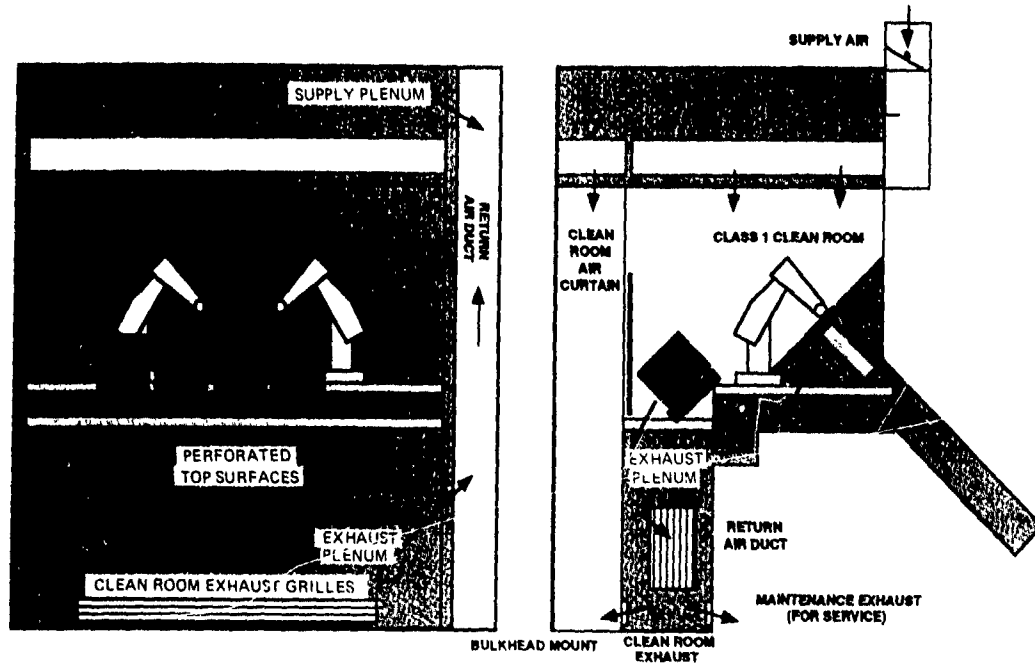 SUPPLY AIR
SUPPLY PLENUM
RETURN
AIR DUCT
CLEAN
ROOM
AIR
CURTAIN
CLASS 1 CLEAN ROOM
PERFORATED
TOP SURFACES
EXHAUST
PLENUM
EXHAUST
PLENUM
RETURN
AIR DUCT
CLEAN ROOM EXHAUST GRILLES
MAINTENANCE EXHAUST
(FOR SERVICE)
BULKHEAD MOUNT
CLEAN ROOM
EXHAUST